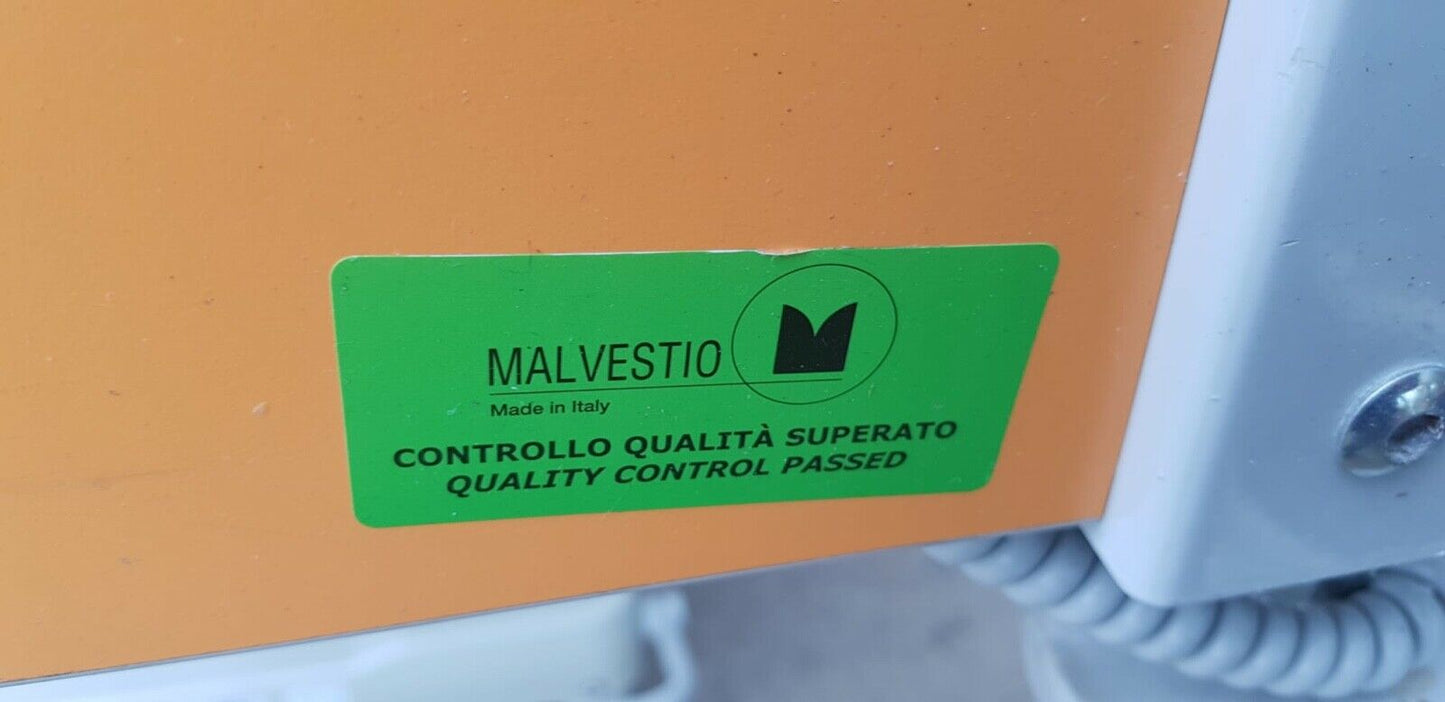 MALVESTIO
Made in Italy
CONTROLLO QUALITÀ SUPERATO
QUALITY CONTROL PASSED